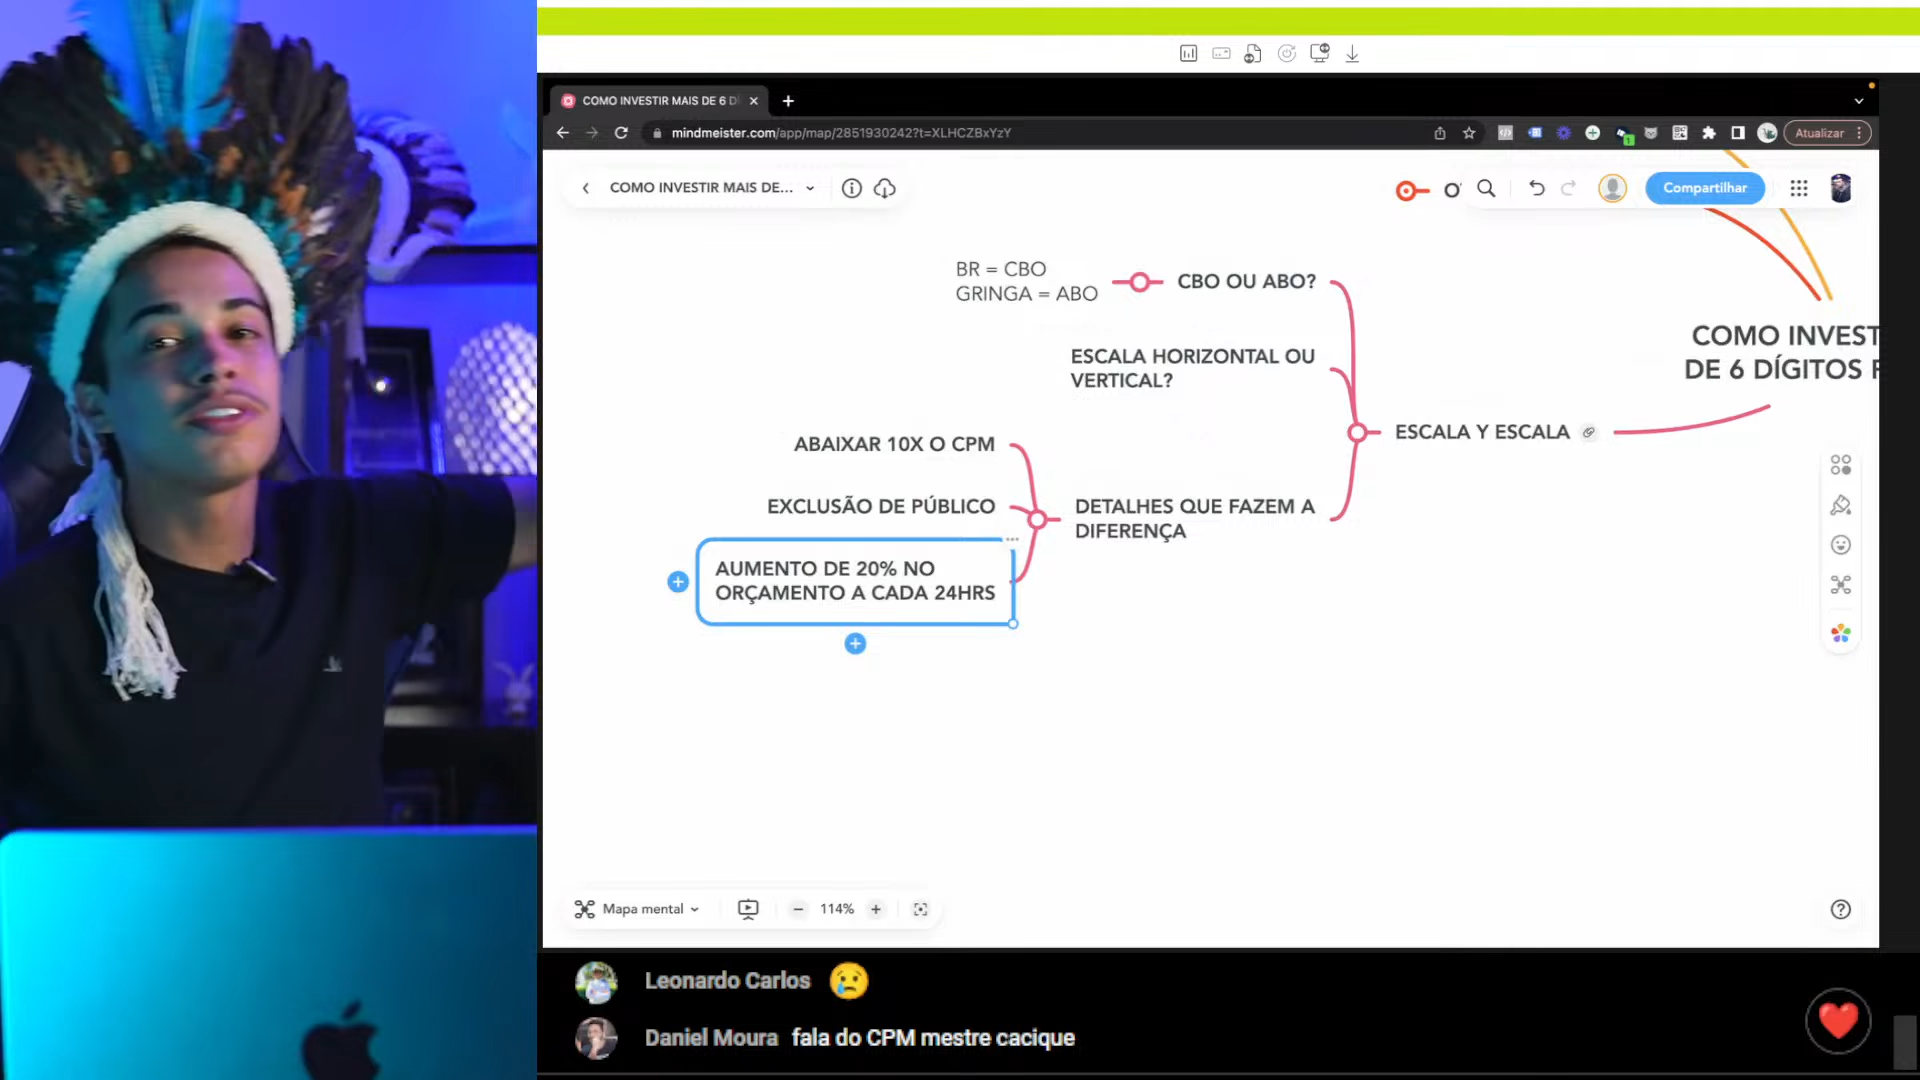 COMO INVESTIR MAIS DE 6 D
mindmeister.com/app/map/2851930242?t=XLHCZBxYzY
Atualizar
COMO INVESTIR MAIS DE...
Compartilhar
BR = CBO
GRINGA = ABO
CBO OU ABO?
ESCALA HORIZONTAL OU
VERTICAL?
COMO INVEST
DE 6 DÍGITOS
ESCALA Y ESCALA
ABAIXAR 10X O CPM
EXCLUSÃO DE PÚBLICO
DETALHES QUE FAZEM A
DIFERENÇA
AUMENTO DE 20% NO
ORÇAMENTO A CADA 24HRS
Mapa mental
114%
Leonardo Carlos 😢
Daniel Moura fala do CPM mestre cacique